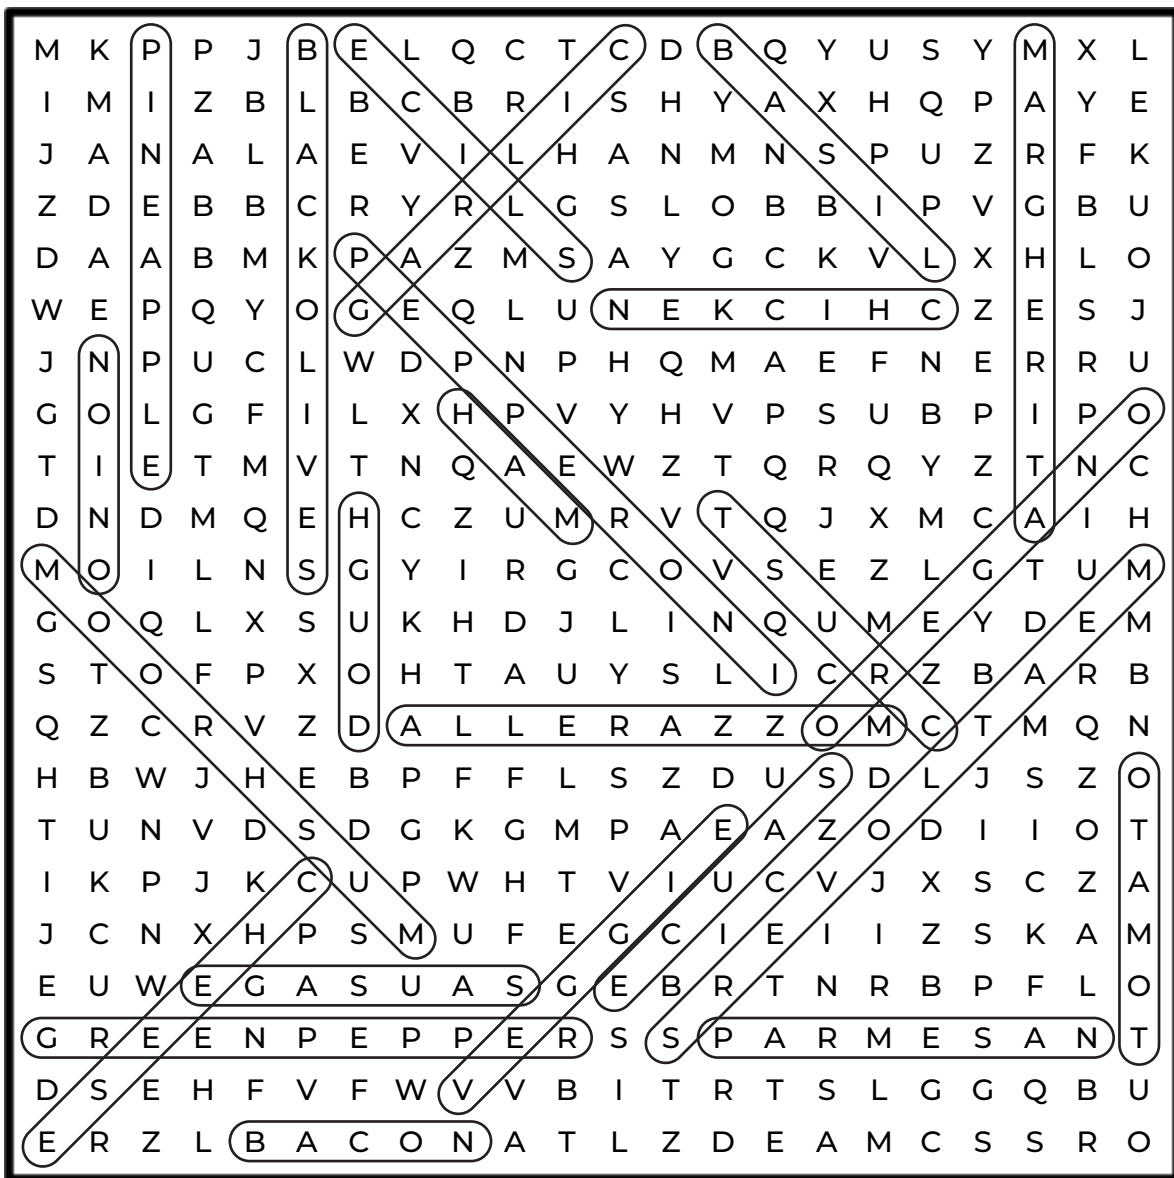 M K P P J B E L Q C T C D B Q Y U S Y M X L
I M I Z B L B C B R I S H Y A X H Q P A Y E
J A N A L A E V I L H A N M N S P U Z R F K
Z D E B B C R Y R L G S L O B B I P V G B U
D A A B M K P A Z M S A Y G C K V L X H L O
W E P Q Y O G E Q L U N E K C I H C Z E S J
J N P U C L W D P N P H Q M A E F N E R R U
G O L G F I L X H P V Y H V P S U B P I P O
T I E T M V T N Q A E W Z T Q R Q Y Z T N C
D N D M Q E H C Z U M R V T Q J X M C A I H
M O I L N S G Y I R G C O V S E Z L G T U M
G O Q L X S U K H D J L I N Q U M E Y D E M
S T O F P X O H T A U Y S L I C R Z B A R B
Q Z C R V Z D A L L E R A Z Z O M C T M Q N
H B W J H E B P F F L S Z D U S D L J S Z O
T U N V D S D G K G M P A E A Z O D I I O T
I K P J K C U P W H T V I U C V J X S C Z A
J C N X H P S M U F E G C I E I I Z S K A M
E U W E G A S U A S G E B R T N R B P F L O
G R E E N P E P P E R S S P A R M E S A N T
D S E H F V F W V V B I T R T S L G G Q B U
E R Z L B A C O N A T L Z D E A M C S S R O